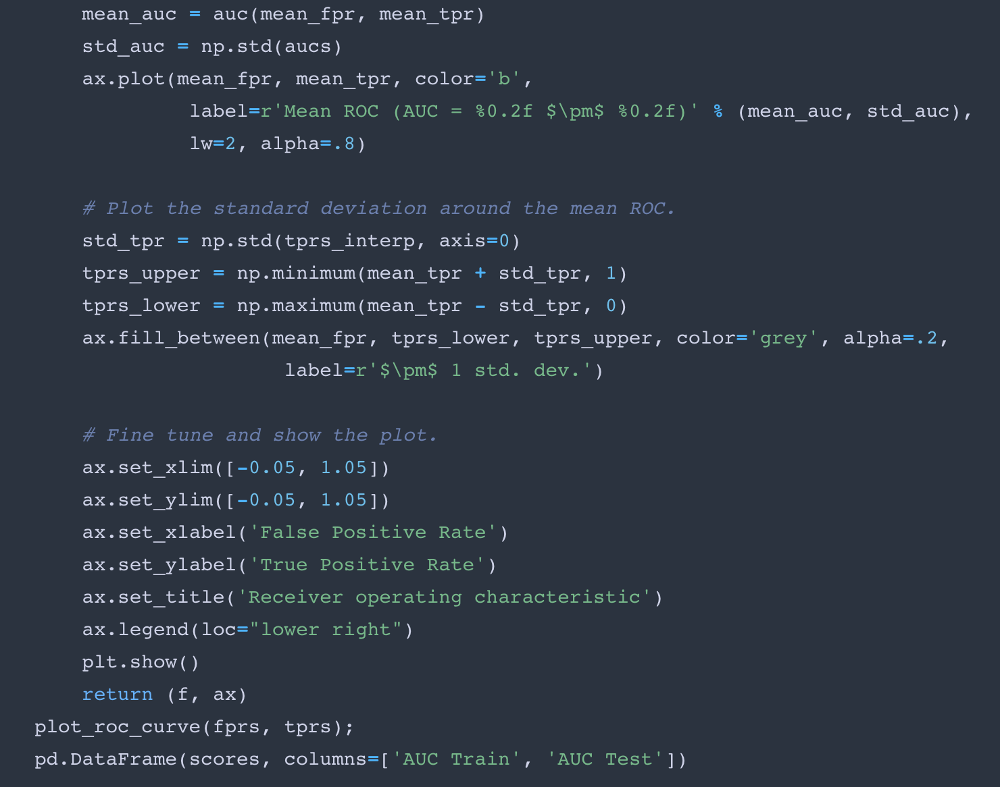 mean_auc = auc(mean_fpr, mean_tpr)
std_auc = np.std(aucs)
ax.plot(mean_fpr, mean_tpr, color='b',
label=r'Mean ROC (AUC = %0.2f $\pm$ %0.2f)' % (mean_auc, std_auc),
lw=2, alpha=.8)
# Plot the standard deviation around the mean ROC.
std_tpr = np.std(tprs_interp, axis=0)
tprs_upper = np.minimum(mean_tpr + std_tpr, 1)
tprs_lower = np.maximum(mean_tpr - std_tpr, 0)
ax.fill_between(mean_fpr, tprs_lower, tprs_upper, color='grey', alpha=.2,
label=r'$\pm$ 1 std. dev.')
# Fine tune and show the plot.
ax.set_xlim([-0.05, 1.05])
ax.set_ylim([-0.05, 1.05])
ax.set_xlabel('False Positive Rate')
ax.set_ylabel('True Positive Rate')
ax.set_title('Receiver operating characteristic')
ax.legend(loc="lower right")
plt.show()
return (f, ax)
plot_roc_curve(fprs, tprs);
pd.DataFrame(scores, columns=['AUC Train', 'AUC Test'])